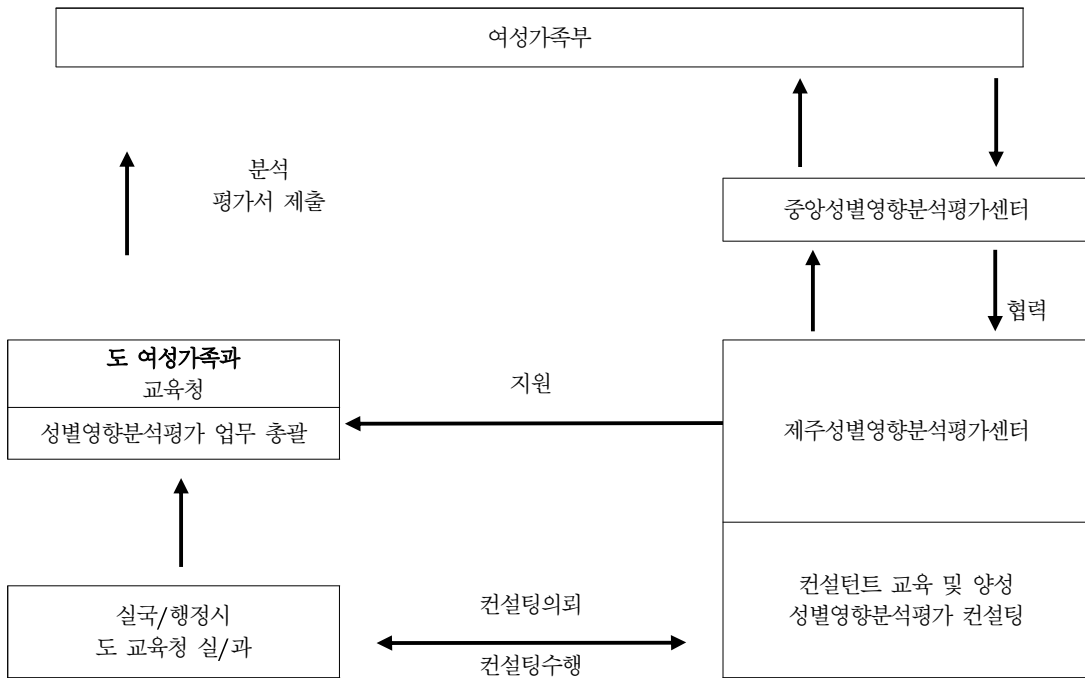 여성가족부
분석
평가서 제출
중앙성별영향분석평가센터
협력
도 여성가족과
교육청
성별영향분석평가 업무 총괄
지원
제주성별영향분석평가센터
실국/행정시
도 교육청 실/과
컨설팅의뢰
컨설팅수행
컨설턴트 교육 및 양성
성별영향분석평가 컨설팅